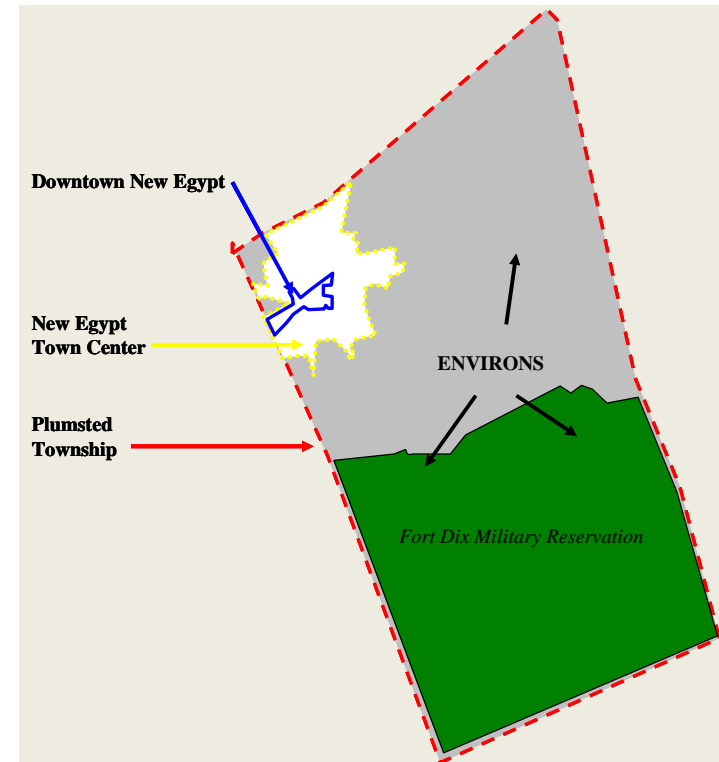 Downtown New Egypt
New Egypt
Town Center
ENVIRONS
Plumsted
Township
Fort Dix Military Reservation